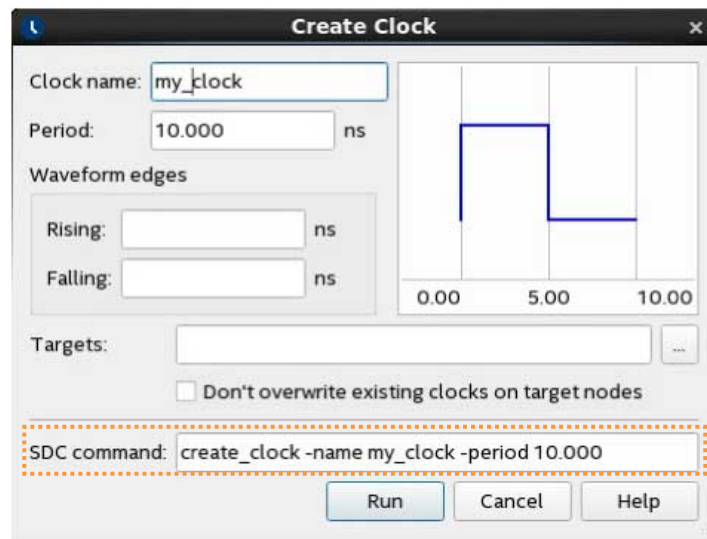 Create Clock
x
Clock name: my_clock
Period: 10.000 ns
Waveform edges
Rising: ns
Falling: ns
0.00 5.00 10.00
Targets: ...
Don't overwrite existing clocks on target nodes
SDC command: create_clock -name my_clock -period 10.000
Run Cancel Help